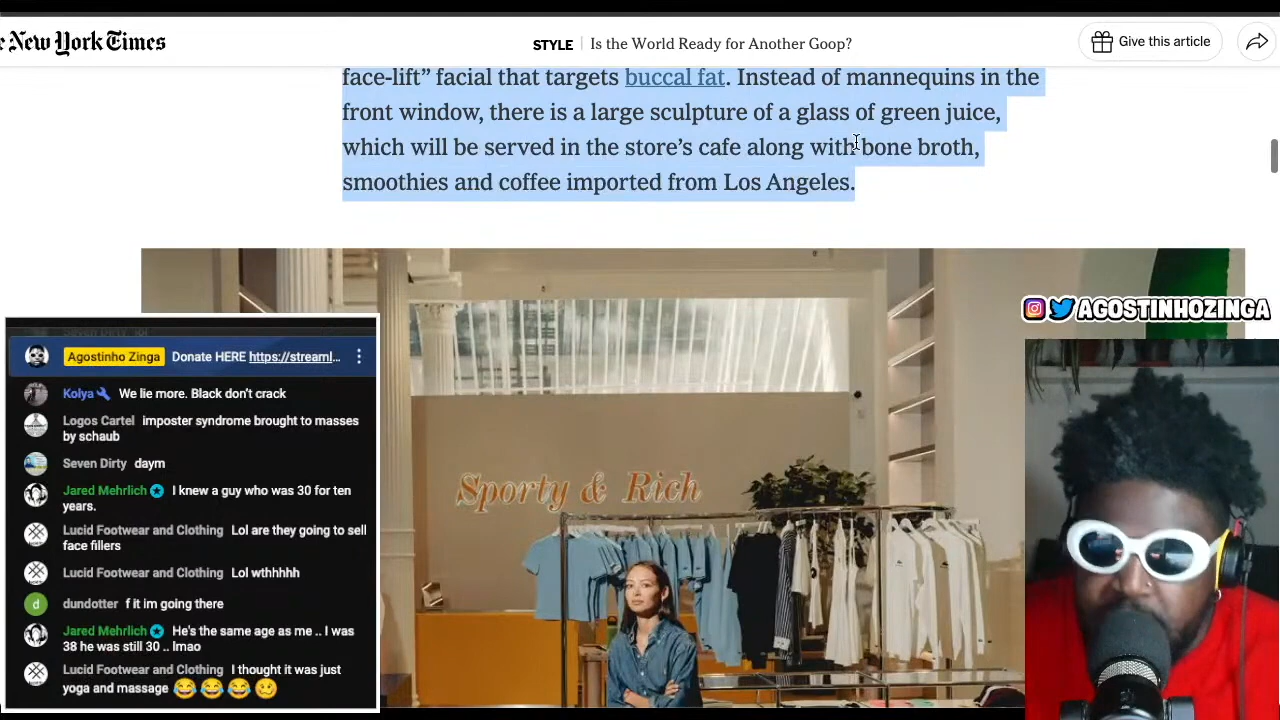 New York Times
STYLE | Is the World Ready for Another Goop?
Give this article
face-lift” facial that targets buccal fat. Instead of mannequins in the
front window, there is a large sculpture of a glass of green juice,
which will be served in the store’s cafe along with bone broth,
smoothies and coffee imported from Los Angeles.
Sporty & Rich
AGOSTINHOZINGA
Agostinho Zinga Donate HERE https://streaml...
Kolya We lie more. Black don't crack
Logos Cartel imposter syndrome brought to masses
by schaub
Seven Dirty daym
Jared Mehrlich I knew a guy who was 30 for ten
years.
Lucid Footwear and Clothing Lol are they going to sell
face fillers
Lucid Footwear and Clothing Lol wthhhhh
d
dundotter f it im going there
Jared Mehrlich He's the same age as me .. I was
38 he was still 30 .. lmao
Lucid Footwear and Clothing I thought it was just
yoga and massage 😂😂😂🥴